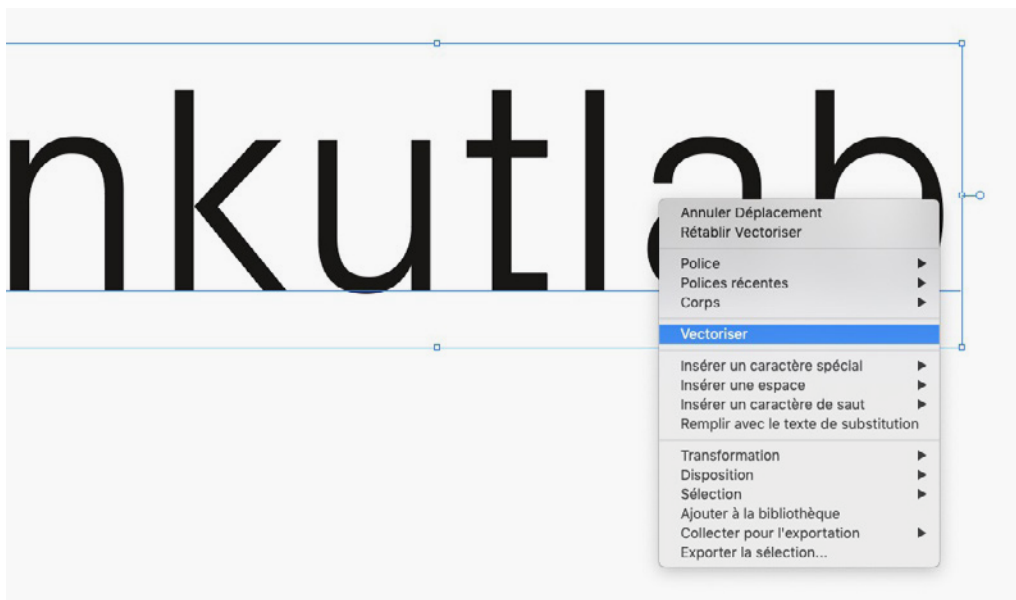 nkutlab
Annuler Déplacement
Rétablir Vectoriser
Police
Polices récentes
Corps
Vectoriser
Insérer un caractère spécial
Insérer une espace
Insérer un caractère de saut
Remplir avec le texte de substitution
Transformation
Disposition
Sélection
Ajouter à la bibliothèque
Collecter pour l'exportation
Exporter la sélection...